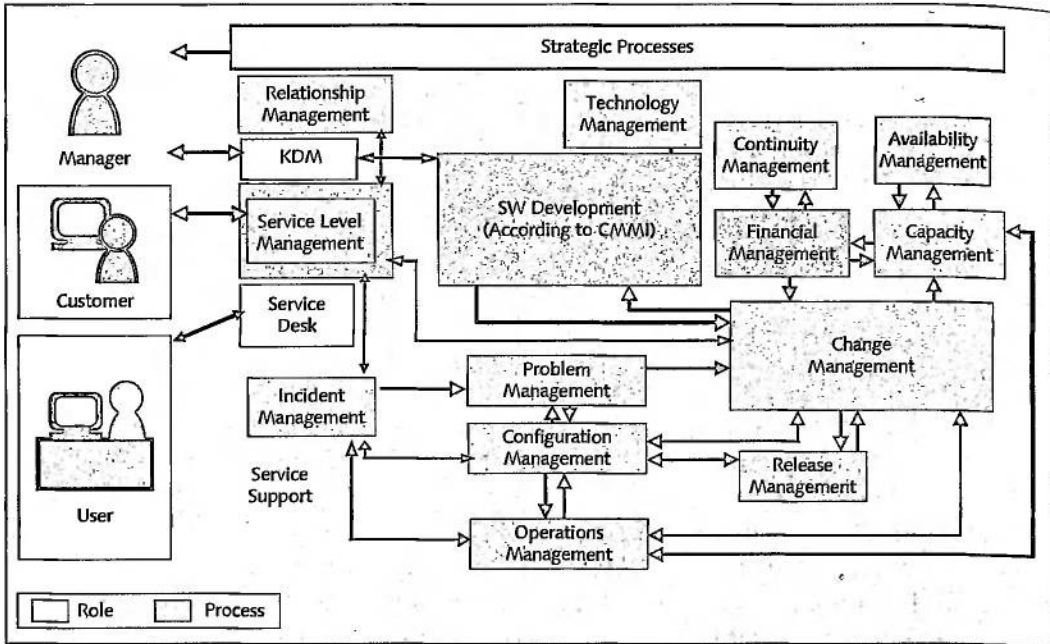 Strategic Processes
Manager
Relationship
Management
KDM
Technology
Management
Continuity
Management
Availability
Management
SW Development
(According to CMMI)
Service Level
Management
Financial
Management
Capacity
Management
Customer
Service
Desk
Change
Management
Problem
Management
Incident
Management
Configuration
Management
Release
Management
Service
Support
User
Operations
Management
Role
Process